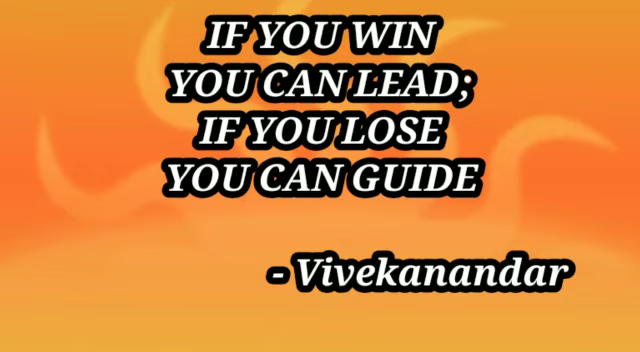 IF YOU WIN
YOU CAN LEAD;
IF YOU LOSE
YOU CAN GUIDE
- Vivekanandar